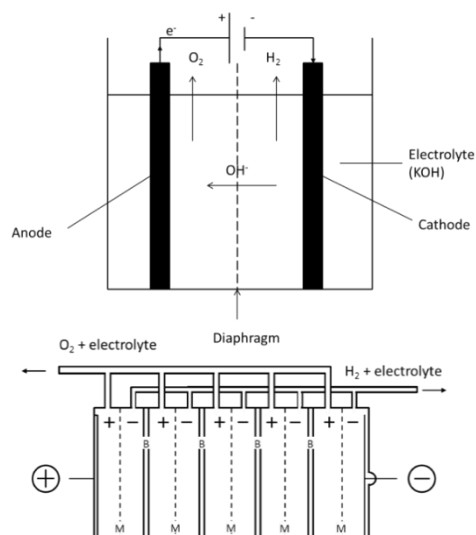 + -
e-
O2 H2
Electrolyte
(KOH)
OH-
Anode
Cathode
Diaphragm
O2 + electrolyte
H2 + electrolyte
+ - + - + - + - + -
B B B B
+ -
M M M M M